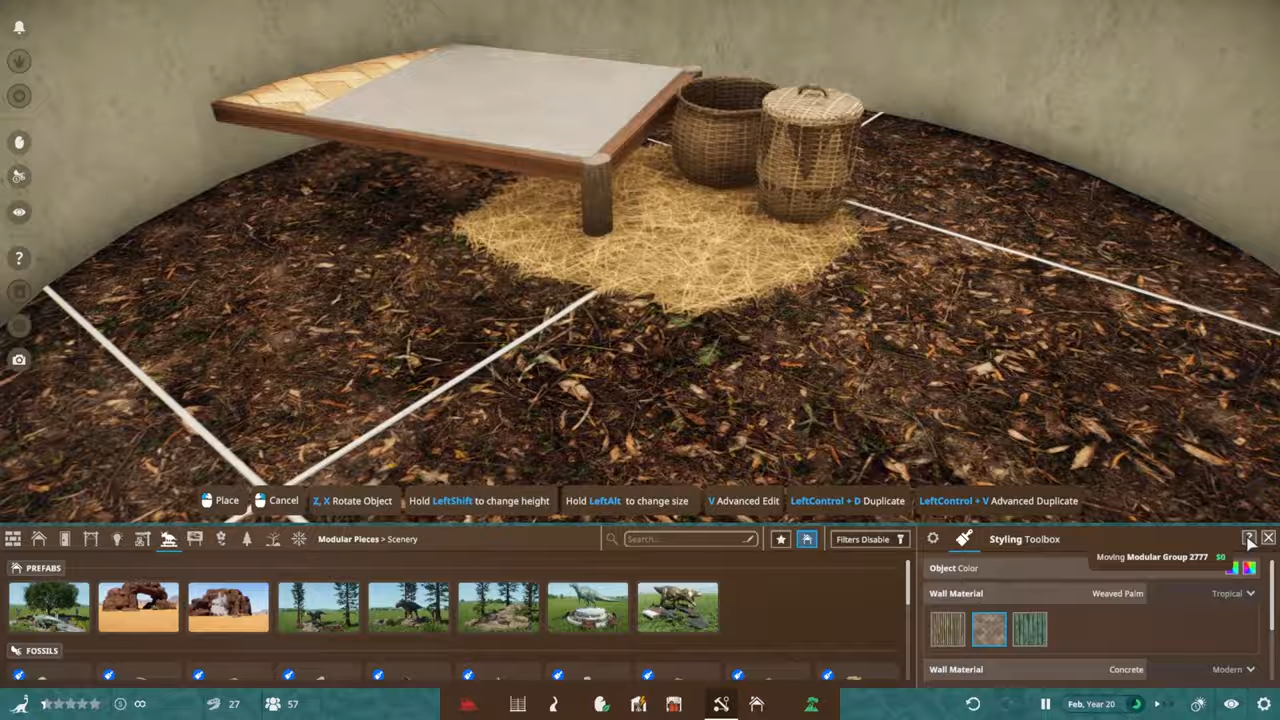 Place
Cancel
Z, X Rotate Object
Hold LeftShift to change height
Hold LeftAlt to change size
V Advanced Edit
LeftControl + D Duplicate
LeftControl + V Advanced Duplicate
Modular Pieces > Scenery
Search...
Filters Disable
Styling Toolbox
?
Moving Modular Group 2777 $0
PREFABS
Object Color
Wall Material Weaved Palm Tropical
FOSSILS
Wall Material Concrete Modern
27
57
Feb, Year 20
?